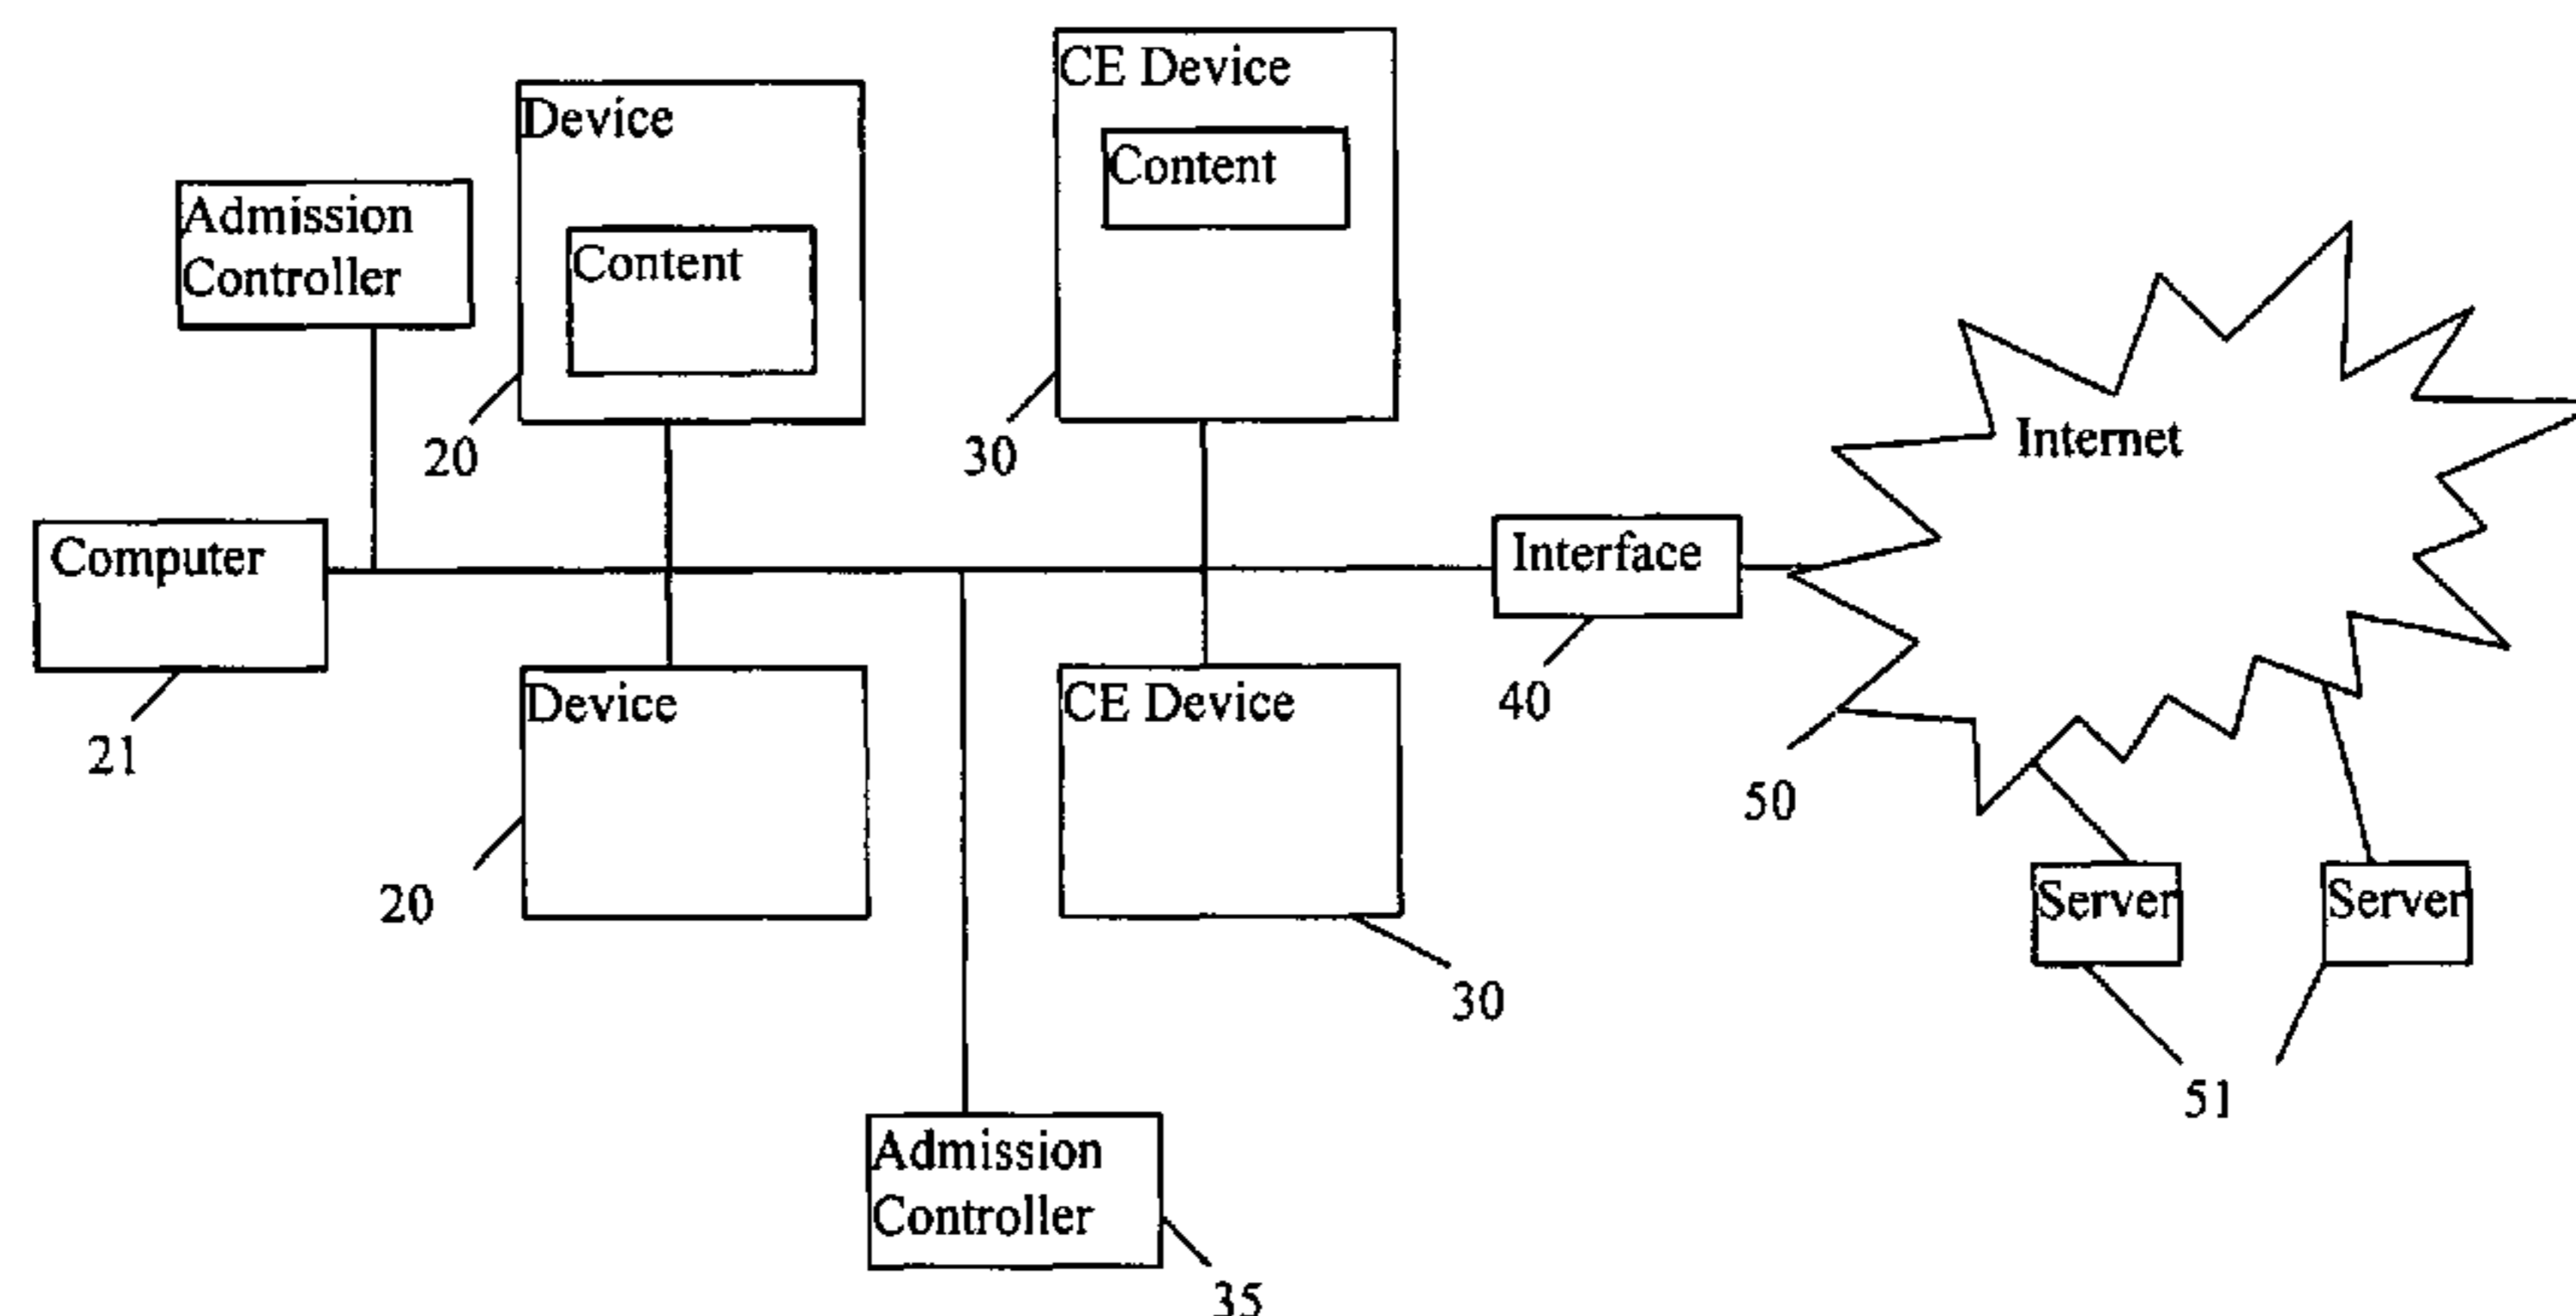 CE Device
Content
Device
Content
Admission
Controller
20
30
Internet
Computer
21
Interface
40
Device
20
CE Device
30
50
Server
Server
51
Admission
Controller
35